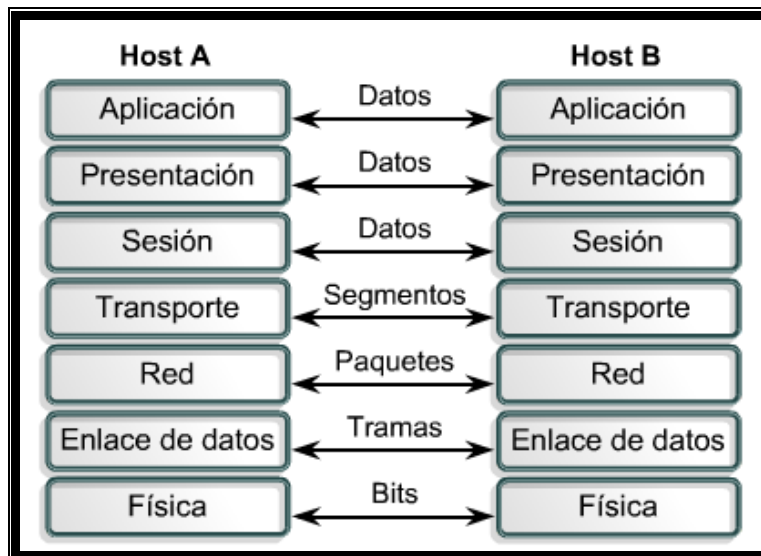 Host A Host B
Aplicación Datos Aplicación
Presentación Datos Presentación
Sesión Datos Sesión
Transporte Segmentos Transporte
Red Paquetes Red
Enlace de datos Tramas Enlace de datos
Física Bits Física